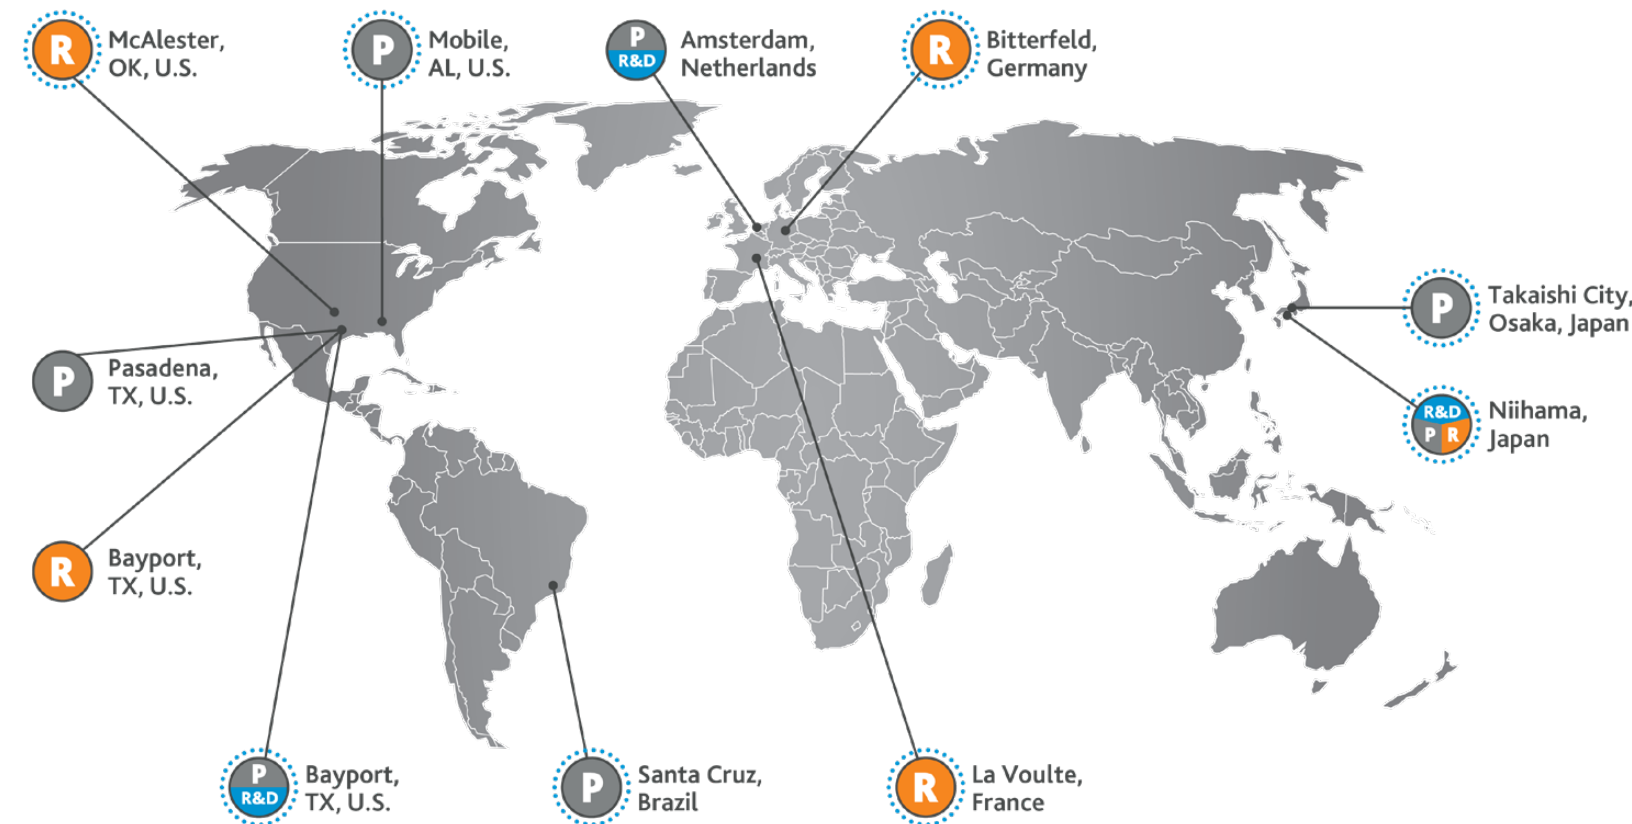 R
McAlester,
OK, U.S.
P
Mobile,
AL, U.S.
P
R&D
Amsterdam,
Netherlands
R
Bitterfeld,
Germany
P
Takaishi City,
Osaka, Japan
P
Pasadena,
TX, U.S.
R&D
P R
Niihama,
Japan
R
Bayport,
TX, U.S.
P
R&D
Bayport,
TX, U.S.
P
Santa Cruz,
Brazil
R
La Voulte,
France